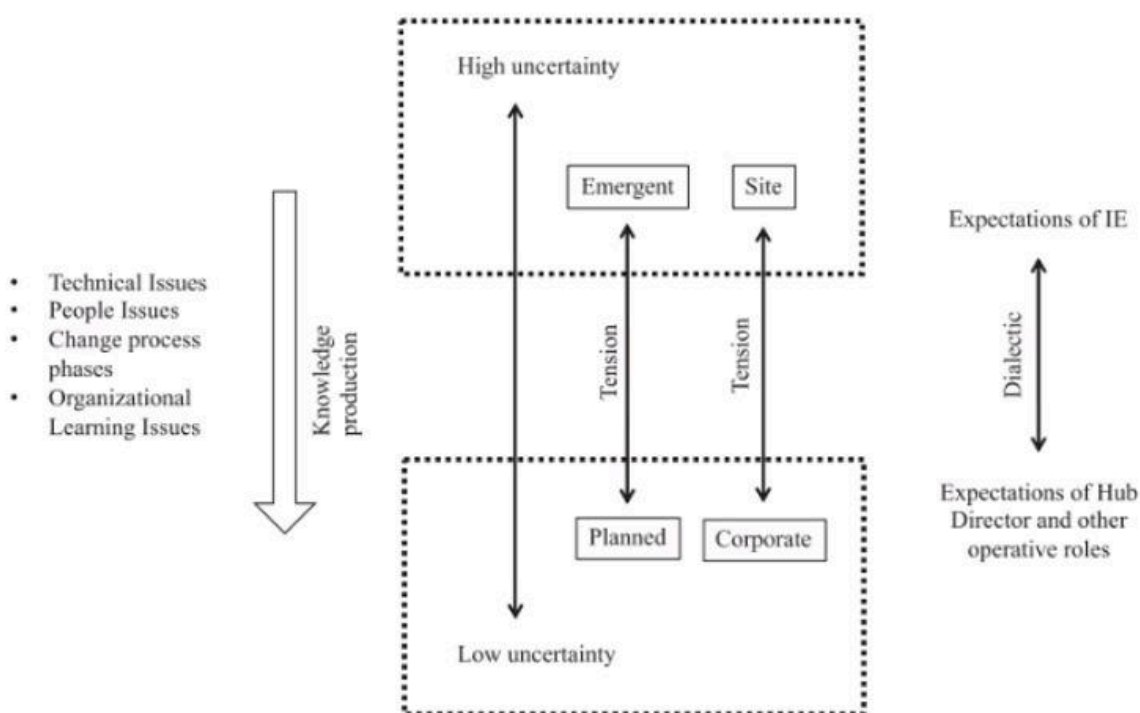 High uncertainty
Emergent
Site
Expectations of IE
• Technical Issues
• People Issues
• Change process
phases
• Organizational
Learning Issues
Knowledge
production
Tension
Tension
Dialectic
Planned
Corporate
Expectations of Hub
Director and other
operative roles
Low uncertainty